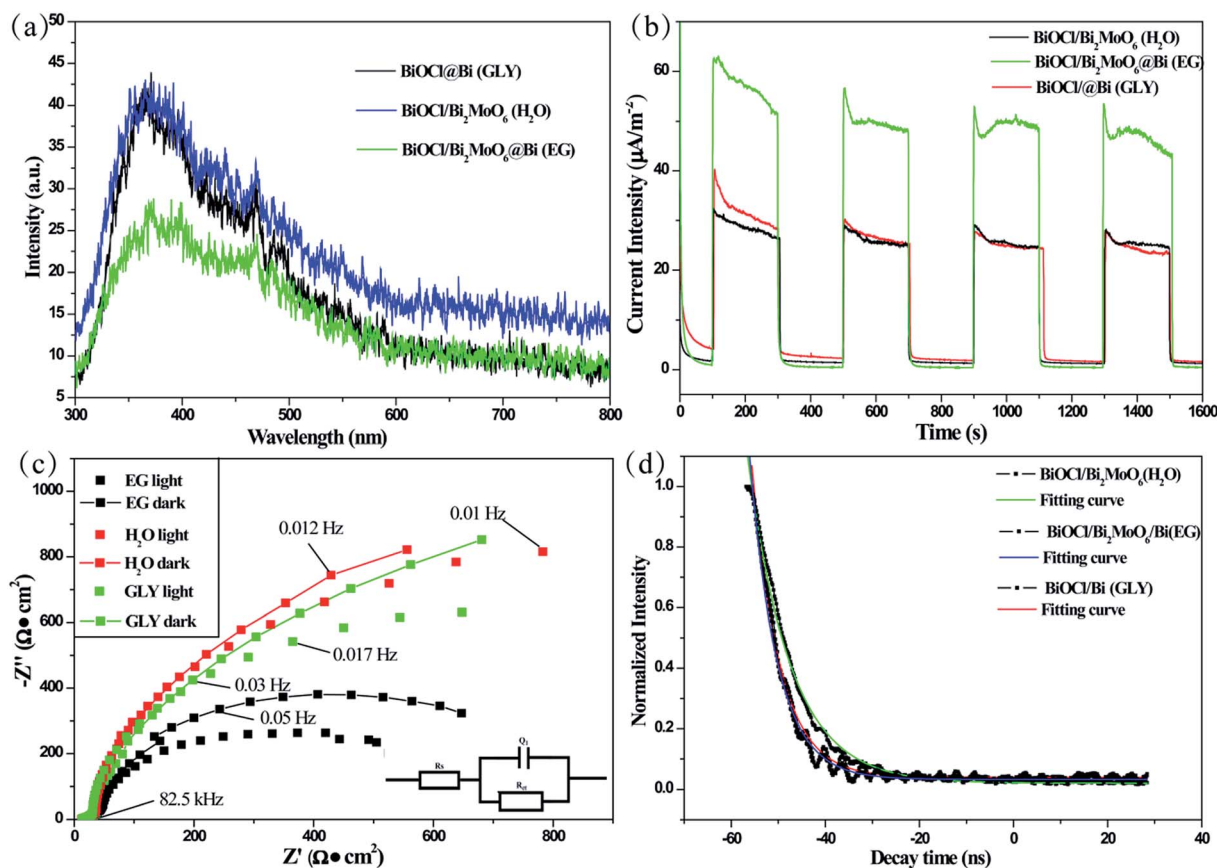 (a)
50
45
40
35
30
25
20
15
10
5
Intensity (a.u.)
BiOCl@Bi (GLY)
BiOCl/Bi₂MoO₆ (H₂O)
BiOCl/Bi₂MoO₆@Bi (EG)
300 400 500 600 700 800
Wavelength (nm)
(b)
60
40
20
0
Current Intensity (μA/m⁻²)
BiOCl/Bi₂MoO₆ (H₂O)
BiOCl/Bi₂MoO₆@Bi (EG)
BiOCl/@Bi (GLY)
0 200 400 600 800 1000 1200 1400 1600
Time (s)
(c)
1000
800
600
400
200
0
-Z'' (Ω•cm²)
EG light
EG dark
H₂O light
H₂O dark
GLY light
GLY dark
0.012 Hz
0.01 Hz
0.017 Hz
0.03 Hz
0.05 Hz
82.5 kHz
Rs
Q₁
0 200 400 600 800
Z' (Ω•cm²)
(d)
1.0
0.8
0.6
0.4
0.2
0.0
Normalized Intensity
BiOCl/Bi₂MoO₆(H₂O)
Fitting curve
BiOCl/Bi₂MoO₆/Bi(EG)
Fitting curve
BiOCl/Bi (GLY)
Fitting curve
-60 -40 -20 0 20 40
Decay time (ns)